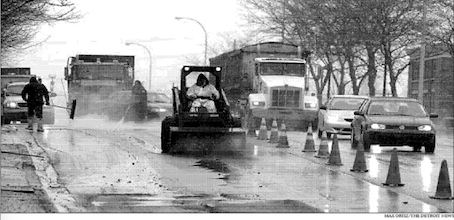 MAX ORTIZ/THE DETROIT NEWS